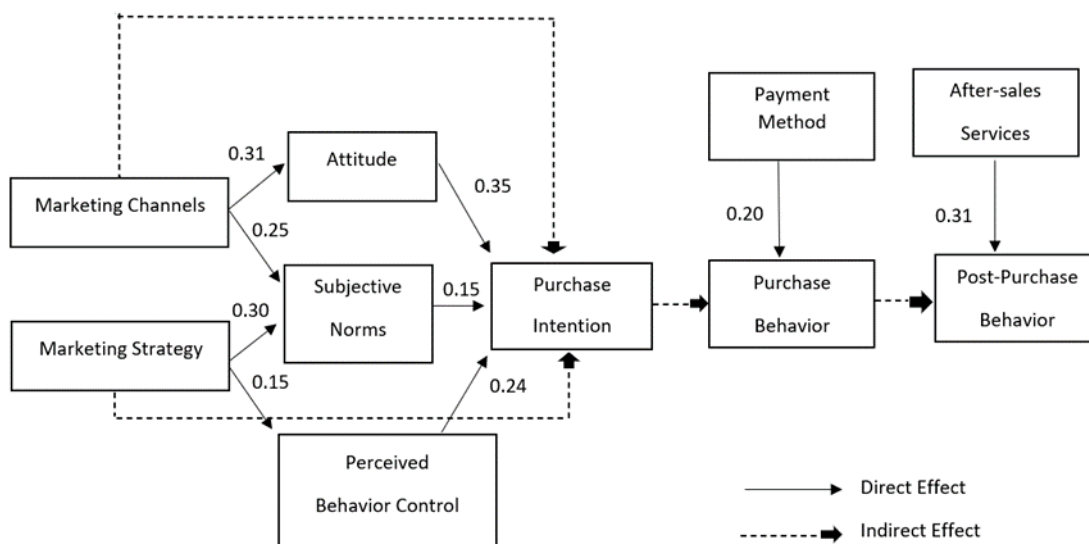 Payment
Method
After-sales
Services
0.31
Attitude
0.35
Marketing Channels
0.25
0.20
0.31
Subjective
Norms
0.15
Purchase
Intention
Purchase
Behavior
Post-Purchase
Behavior
0.30
Marketing Strategy
0.15
0.24
Perceived
Behavior Control
Direct Effect
Indirect Effect